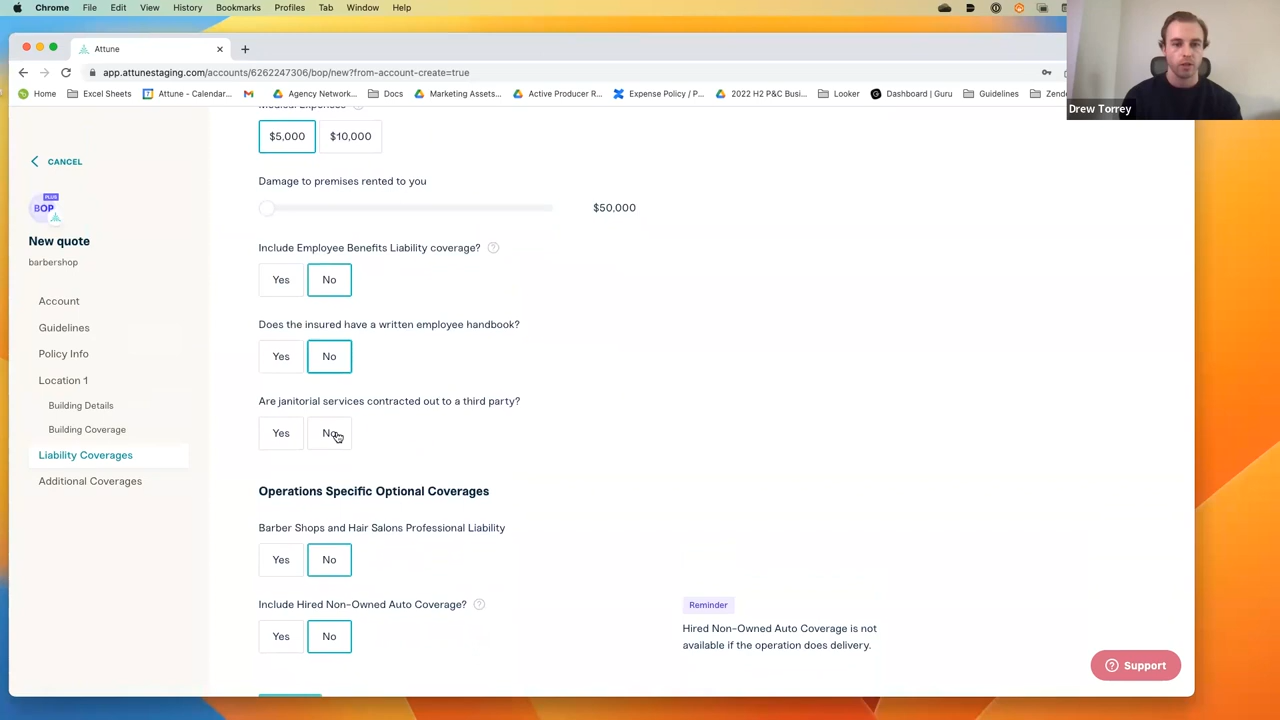 Chrome File Edit View History Bookmarks Profiles Tab Window Help
Attune
app.attunestaging.com/accounts/6262247306/bop/new?from-account-create=true
Home Excel Sheets Attune - Calendar... Agency Network... Docs Marketing Assets... Active Producer R... Expense Policy / P... 2022 H2 P&C Busi... Looker Dashboard | Guru Guidelines Zend
Drew Torrey
Medical Expenses
$5,000 $10,000
CANCEL
Damage to premises rented to you
$50,000
PLUS
BOP
New quote
barbershop
Include Employee Benefits Liability coverage?
Yes No
Account
Guidelines
Policy Info
Location 1
Building Details
Building Coverage
Liability Coverages
Additional Coverages
Does the insured have a written employee handbook?
Yes No
Are janitorial services contracted out to a third party?
Yes No
Operations Specific Optional Coverages
Barber Shops and Hair Salons Professional Liability
Yes No
Include Hired Non-Owned Auto Coverage?
Yes No
Reminder
Hired Non-Owned Auto Coverage is not
available if the operation does delivery.
Support